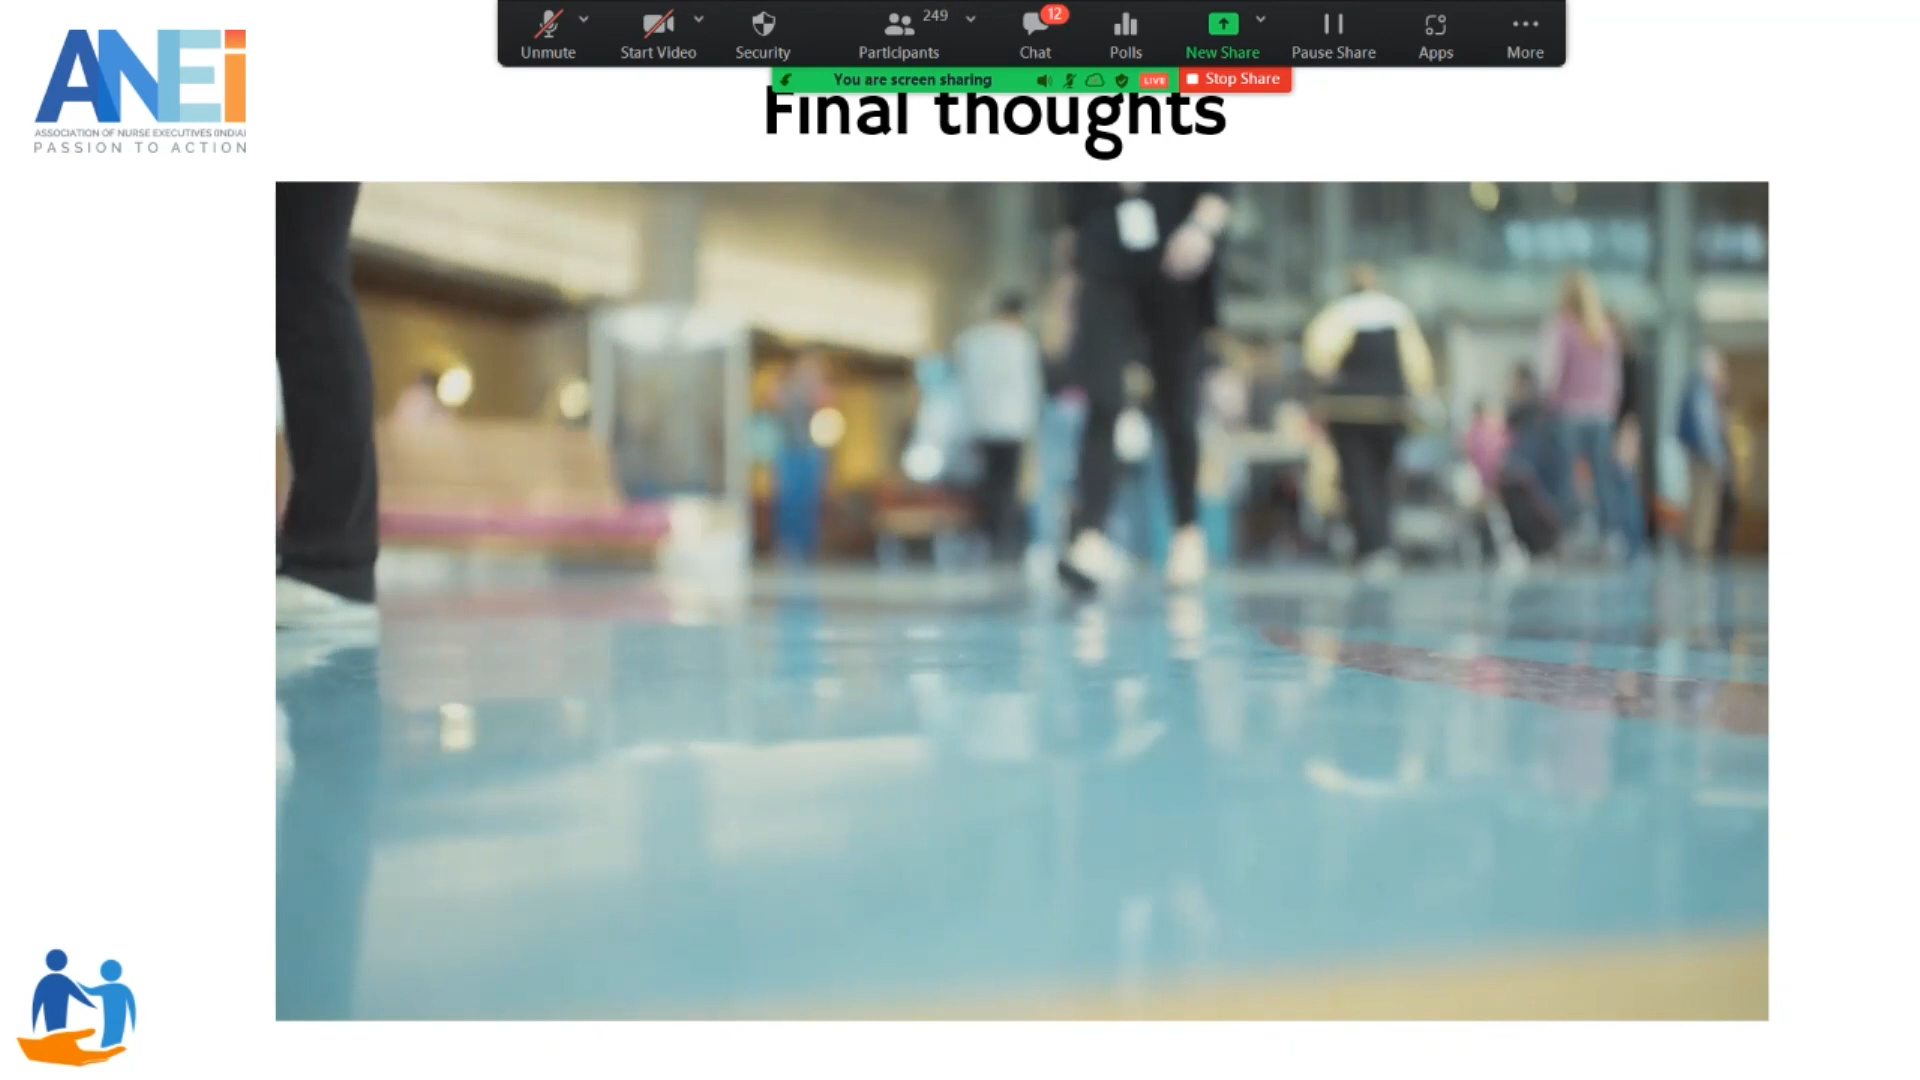 249
12
Unmute
Start Video
Security
Participants
Chat
Polls
New Share
Pause Share
Apps
More
You are screen sharing
LIVE
Stop Share
ANEi
ASSOCIATION OF NURSE EXECUTIVES (INDIA)
PASSION TO ACTION
Final thoughts